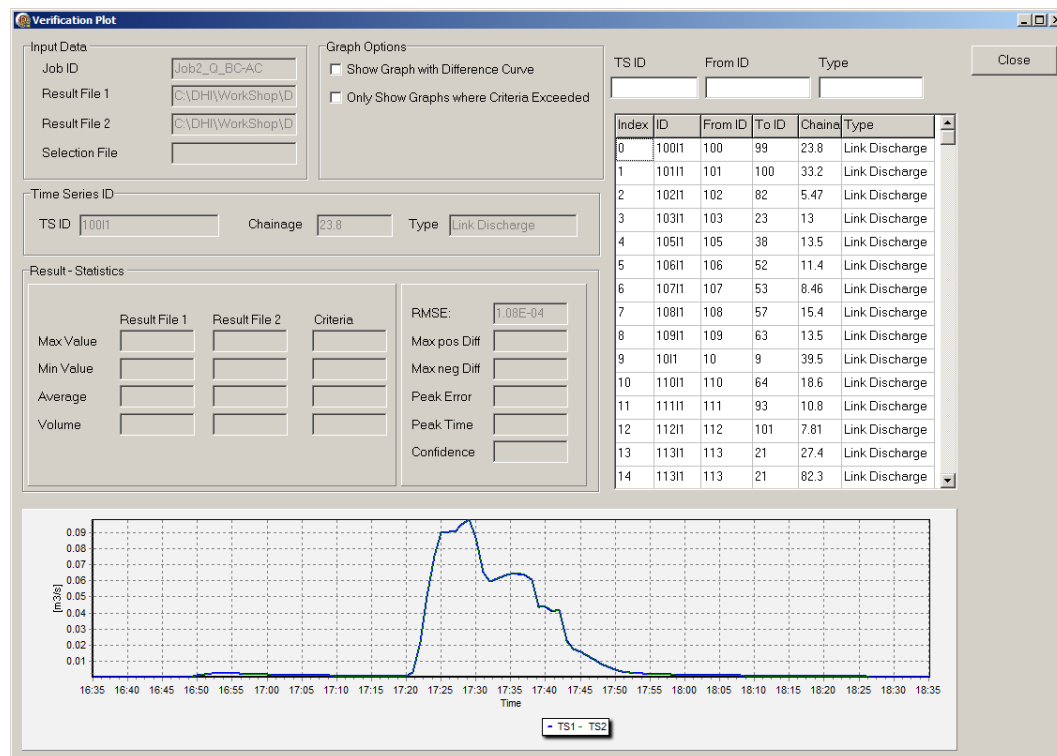 Verification Plot
Input Data
Job ID Job2_Q_BC-AC
Result File 1 C:\DHI\WorkShop\D
Result File 2 C:\DHI\WorkShop\D
Selection File
Graph Options
Show Graph with Difference Curve
Only Show Graphs where Criteria Exceeded
TS ID From ID Type
Close
Time Series ID
TS ID 100l1 Chainage 23.8 Type Link Discharge
Result - Statistics
Result File 1 Result File 2 Criteria
Max Value
Min Value
Average
Volume
RMSE: 1.08E-04
Max pos Diff
Max neg Diff
Peak Error
Peak Time
Confidence
Index ID From ID To ID Chaina Type
0 100l1 100 99 23.8 Link Discharge
1 101l1 101 100 33.2 Link Discharge
2 102l1 102 82 5.47 Link Discharge
3 103l1 103 23 13 Link Discharge
4 105l1 105 38 13.5 Link Discharge
5 106l1 106 52 11.4 Link Discharge
6 107l1 107 53 8.46 Link Discharge
7 108l1 108 57 15.4 Link Discharge
8 109l1 109 63 13.5 Link Discharge
9 10l1 10 9 39.5 Link Discharge
10 110l1 110 64 18.6 Link Discharge
11 111l1 111 93 10.8 Link Discharge
12 112l1 112 101 7.81 Link Discharge
13 113l1 113 21 27.4 Link Discharge
14 113l1 113 21 82.3 Link Discharge
[m3/s]
0.09
0.08
0.07
0.06
0.05
0.04
0.03
0.02
0.01
16:35 16:40 16:45 16:50 16:55 17:00 17:05 17:10 17:15 17:20 17:25 17:30 17:35 17:40 17:45 17:50 17:55 18:00 18:05 18:10 18:15 18:20 18:25 18:30 18:35
Time
TS1 TS2